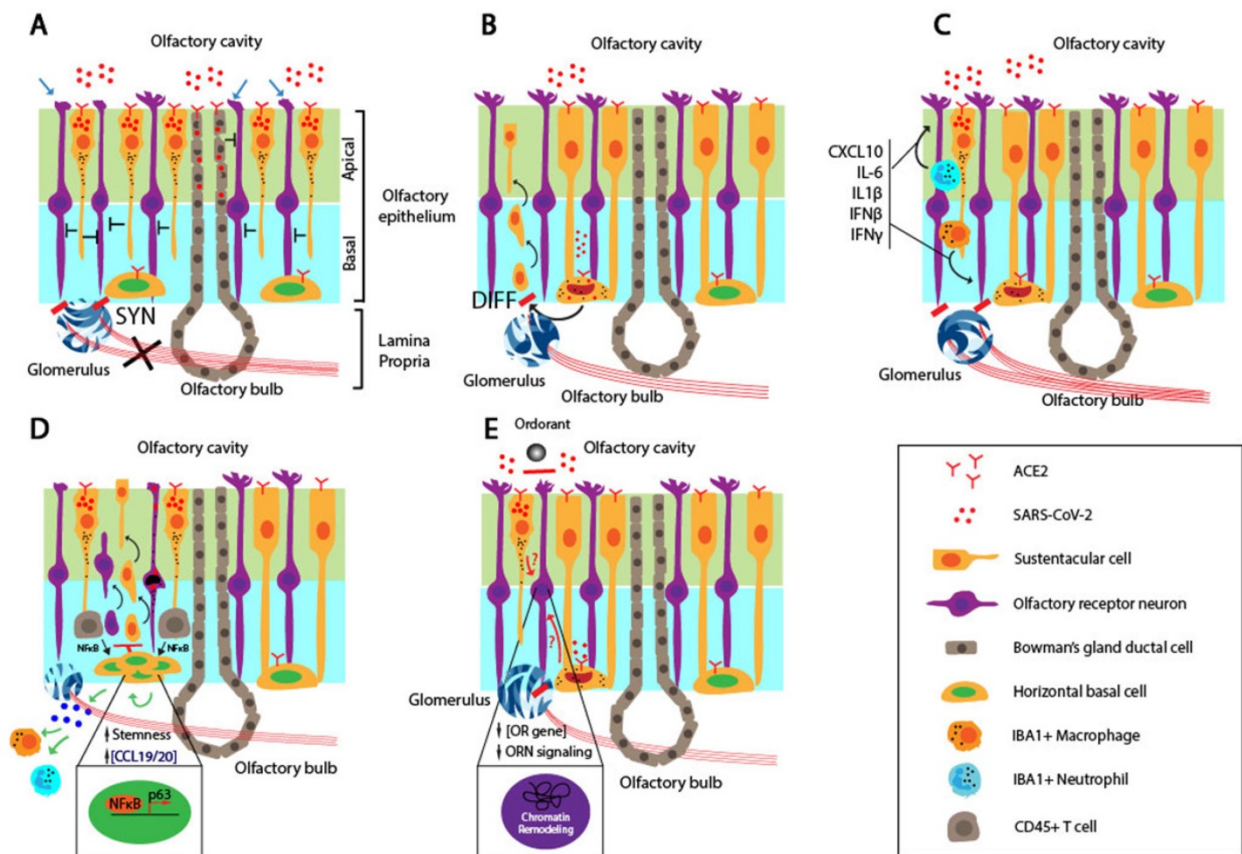 A
Olfactory cavity
Apical
Basal
Olfactory
epithelium
SYN
Glomerulus
Lamina
Propria
Olfactory bulb
B
Olfactory cavity
DIFF
Glomerulus
Olfactory bulb
C
Olfactory cavity
CXCL10
IL-6
IL1β
IFNβ
IFNγ
Glomerulus
Olfactory bulb
D
Olfactory cavity
NFκB
NFκB
Stemness
[CCL19/20]
Olfactory bulb
NFκB
p63
E
Ordorant
Olfactory cavity
?
?
Glomerulus
[OR gene]
ORN signaling
Olfactory bulb
Chromatin
Remodeling
ACE2
SARS-CoV-2
Sustentacular cell
Olfactory receptor neuron
Bowman's gland ductal cell
Horizontal basal cell
IBA1+ Macrophage
IBA1+ Neutrophil
CD45+ T cell